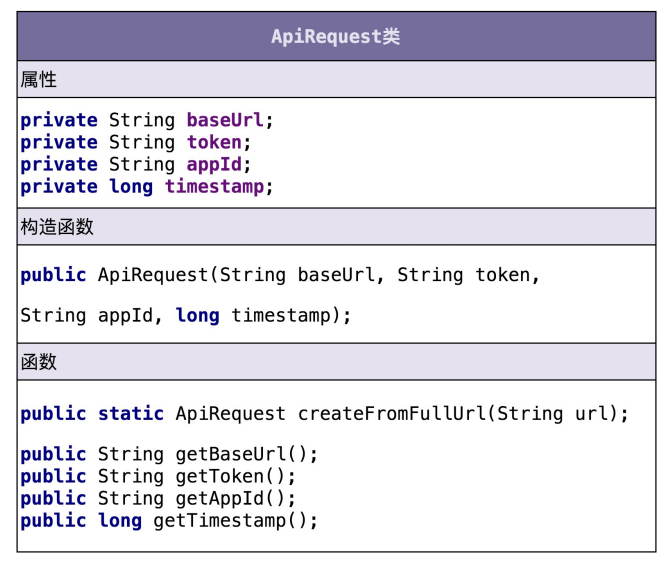 ApiRequest类
属性
private String baseUrl;
private String token;
private String appId;
private long timestamp;
构造函数
public ApiRequest(String baseUrl, String token,
String appId, long timestamp);
函数
public static ApiRequest createFromFullUrl(String url);
public String getBaseUrl();
public String getToken();
public String getAppId();
public long getTimestamp();